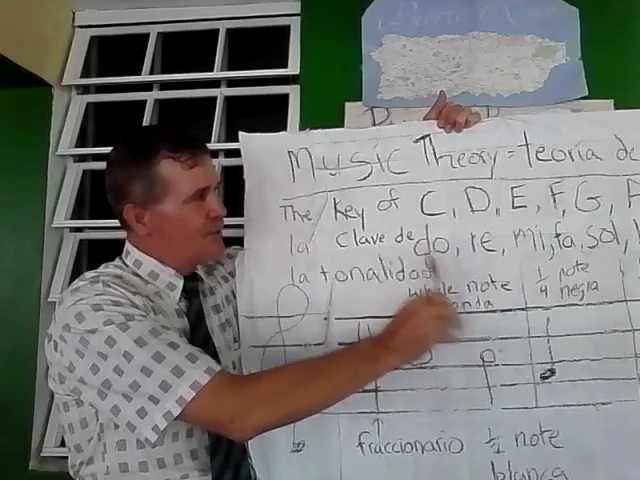 Music Theory = teoría de
The key of C, D, E, F, G,
la clave de do, re, mi, fa, sol,
la tonalidad
whole note
1/4 note
negra
fraccionario 1/2 note
blanca